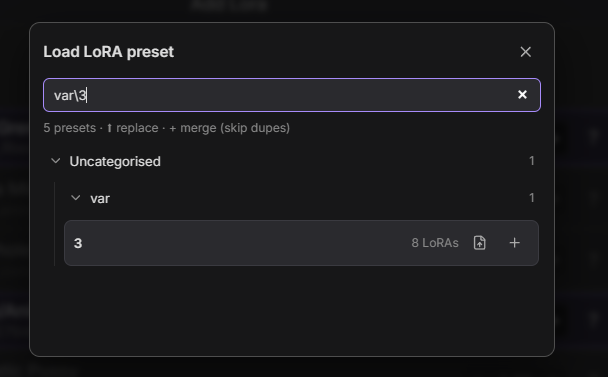 Load LoRA preset
var\3
5 presets · ⬆ replace · + merge (skip dupes)
Uncategorised 1
var 1
3 8 LoRAs